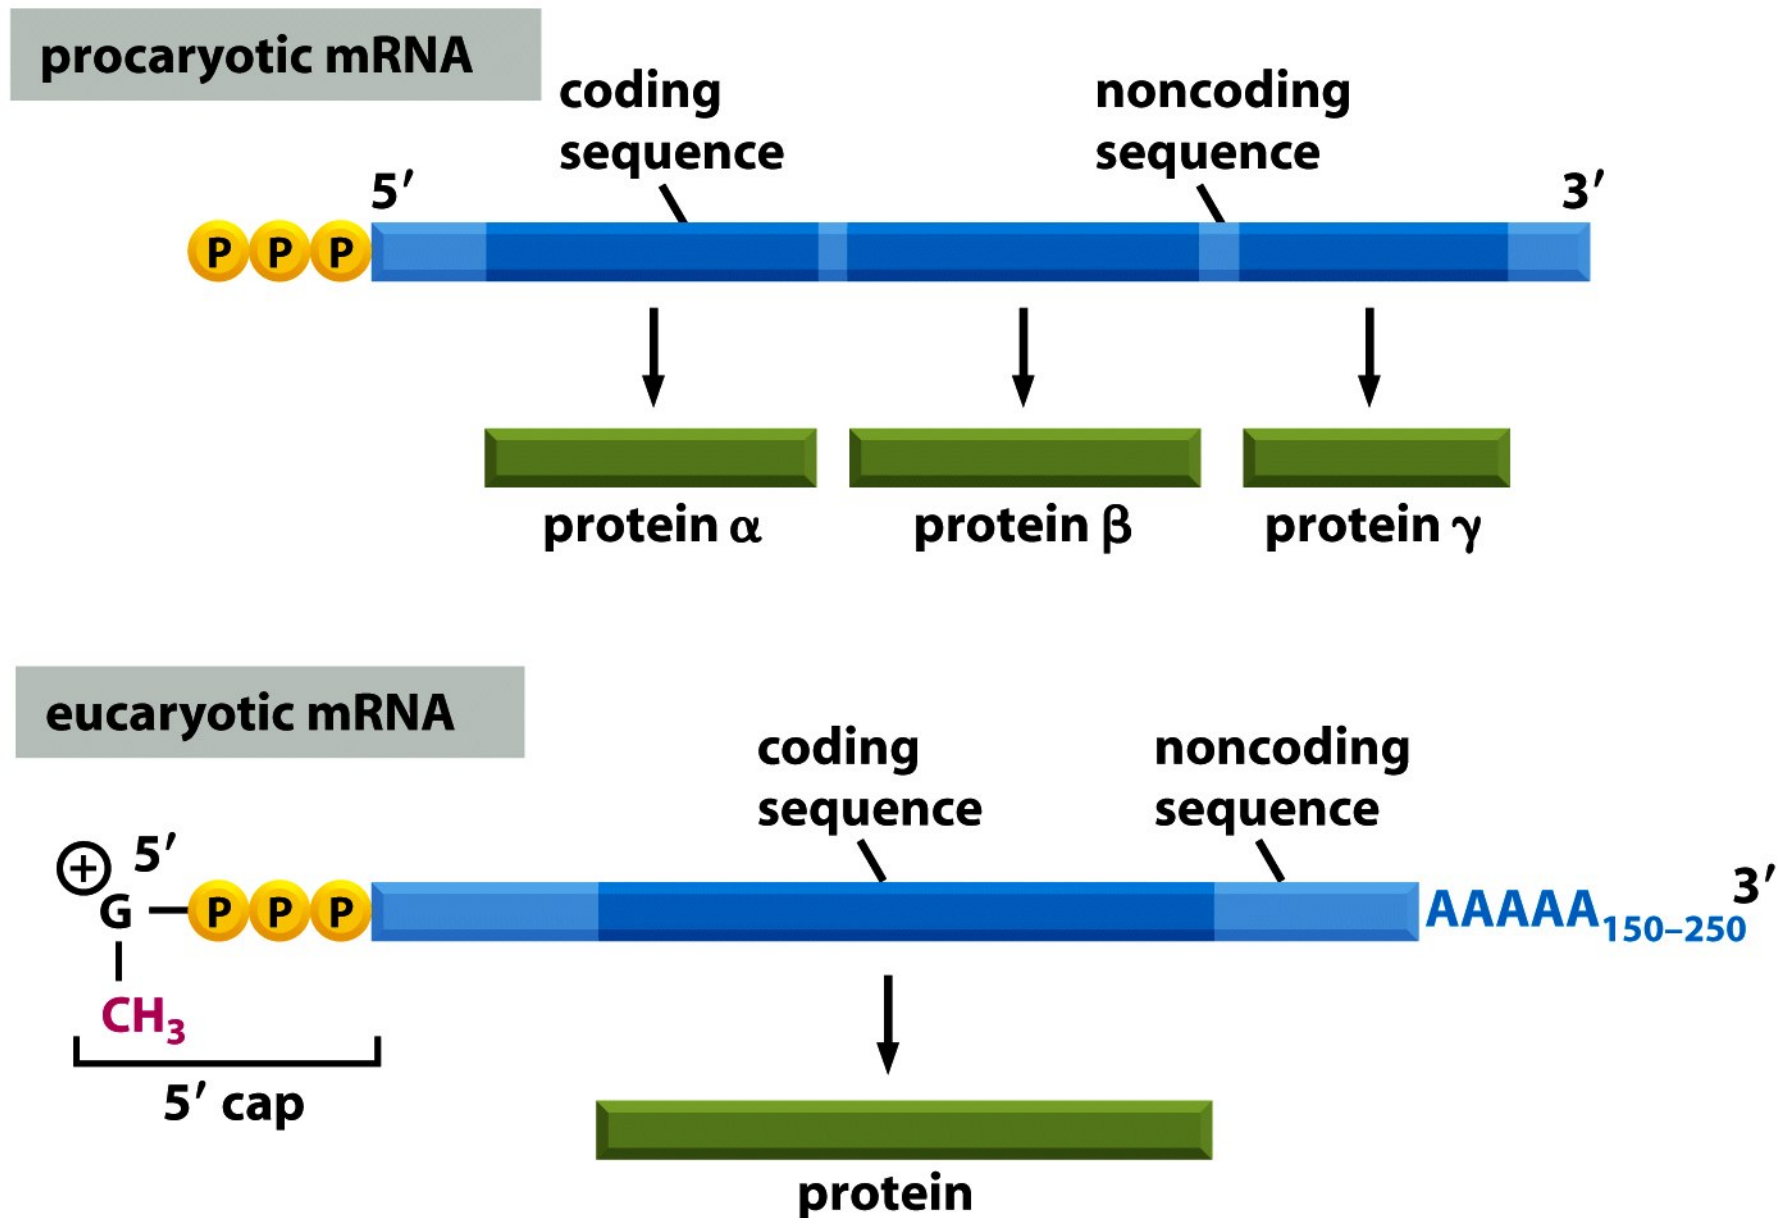 procaryotic mRNA
coding
sequence
noncoding
sequence
5′
3′
P P P
protein α
protein β
protein γ
eucaryotic mRNA
coding
sequence
noncoding
sequence
5′
3′
+
G
P P P
AAAAA150–250
CH3
5′ cap
protein